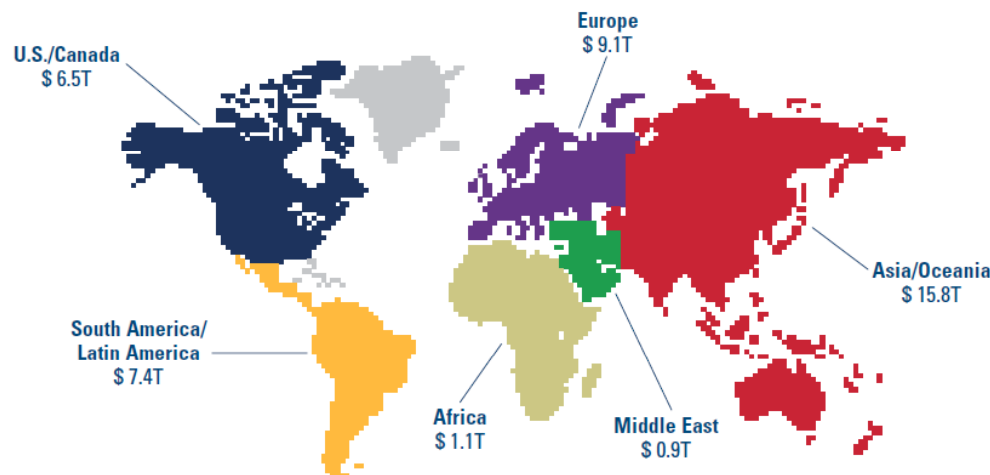 Europe
$ 9.1T
U.S./Canada
$ 6.5T
Asia/Oceania
$ 15.8T
South America/
Latin America
$ 7.4T
Africa
$ 1.1T
Middle East
$ 0.9T